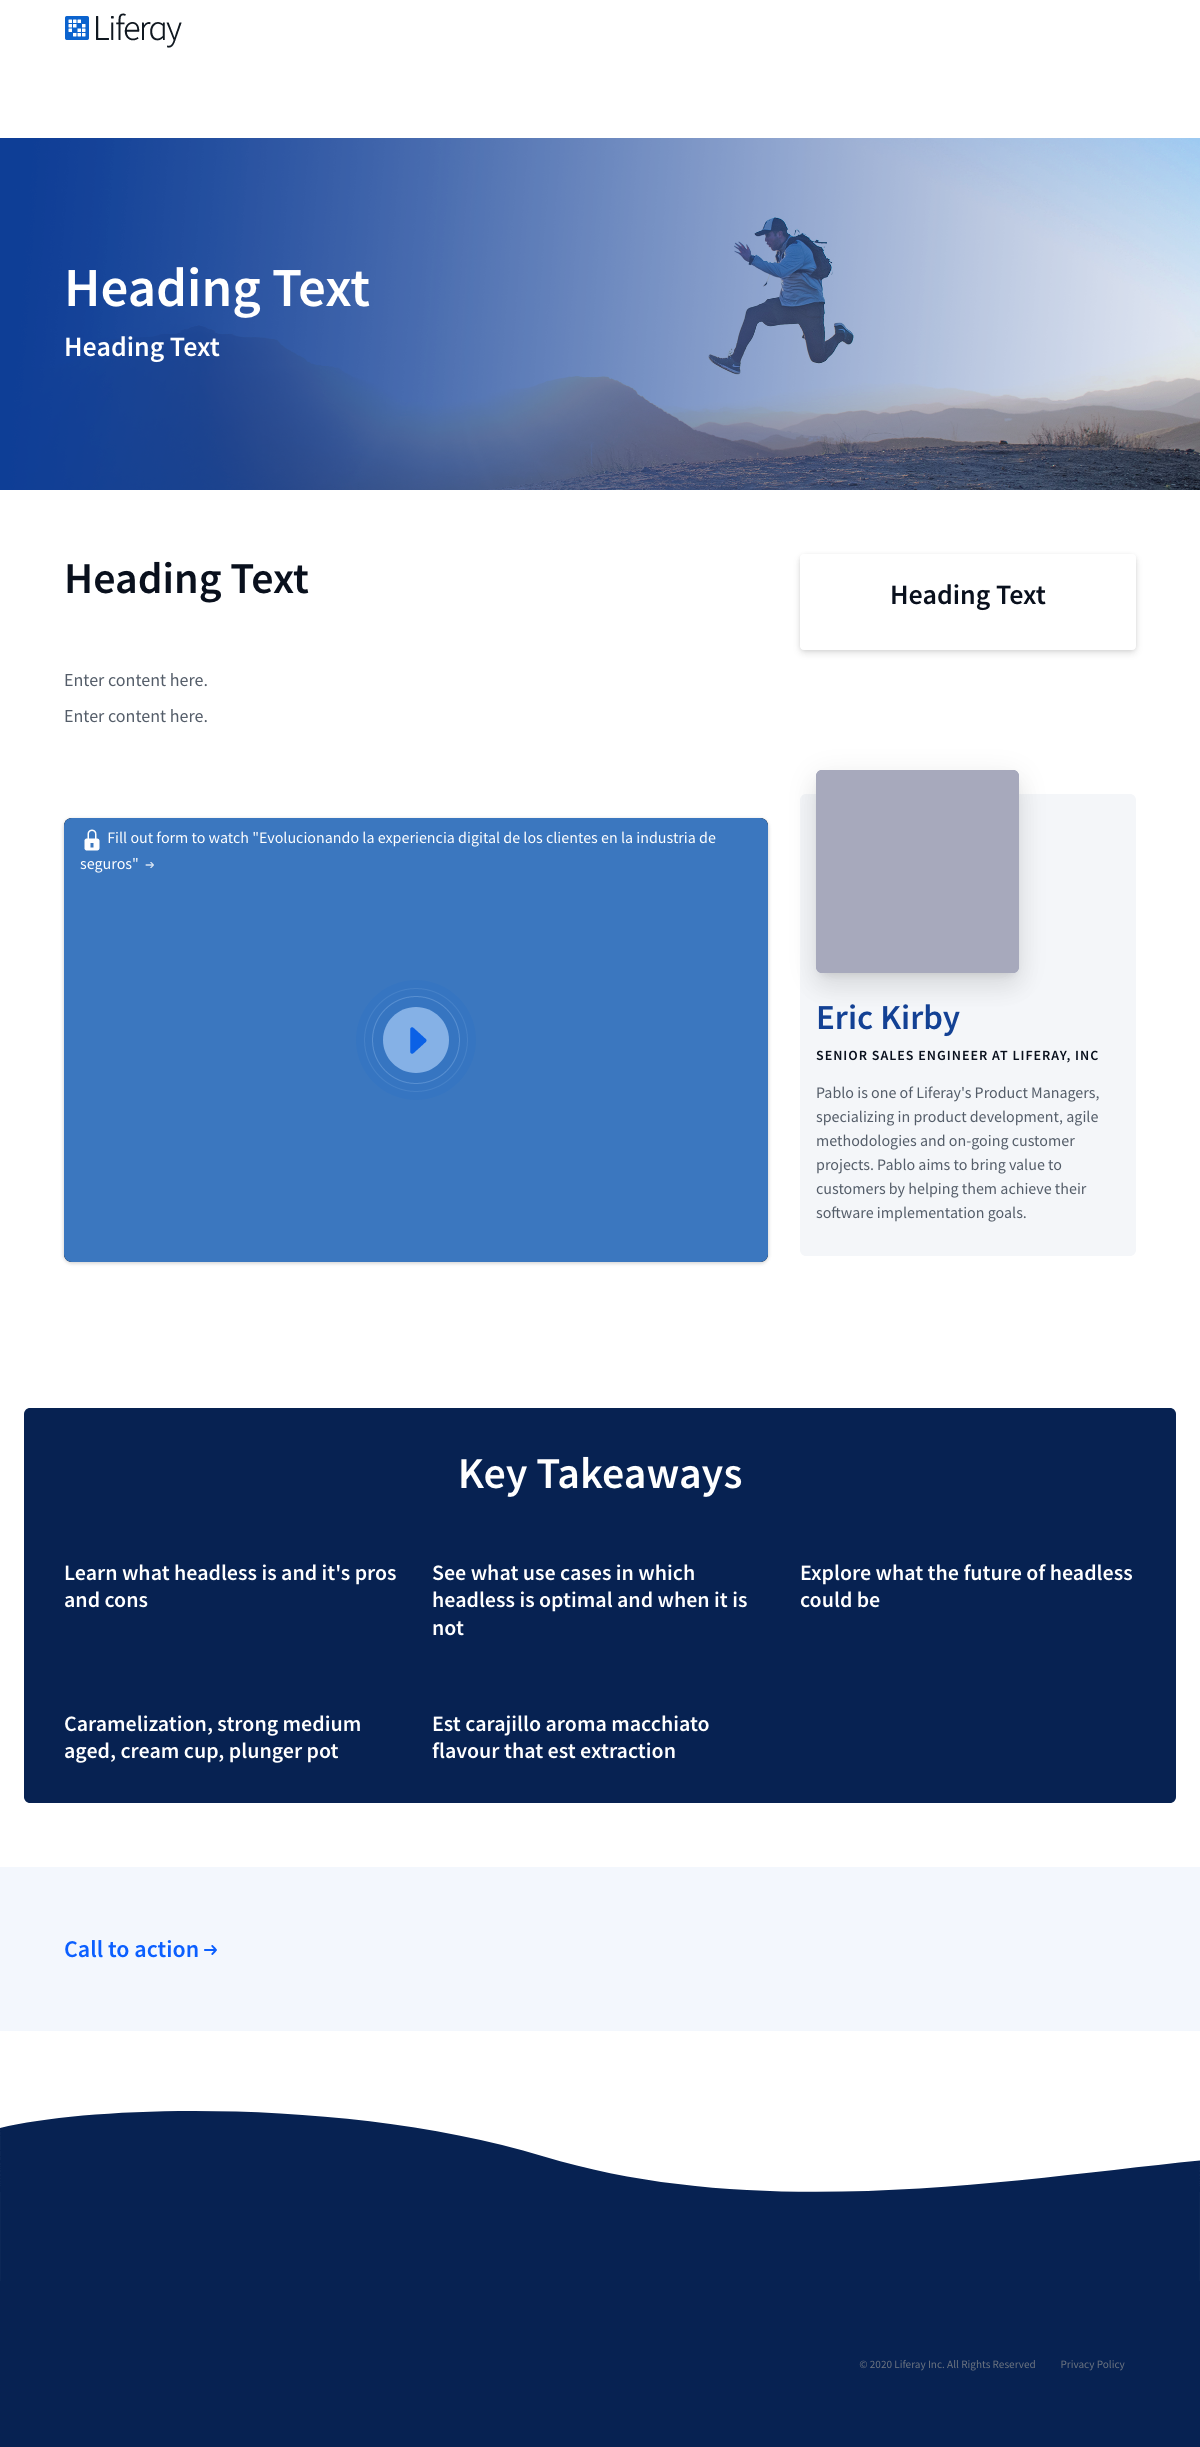 Liferay
Heading Text
Heading Text
Heading Text
Heading Text
Enter content here.
Enter content here.
Fill out form to watch "Evolucionando la experiencia digital de los clientes en la industria de
seguros" →
Eric Kirby
SENIOR SALES ENGINEER AT LIFERAY, INC
Pablo is one of Liferay's Product Managers,
specializing in product development, agile
methodologies and on-going customer
projects. Pablo aims to bring value to
customers by helping them achieve their
software implementation goals.
Key Takeaways
Learn what headless is and it's pros
and cons
See what use cases in which
headless is optimal and when it is
not
Explore what the future of headless
could be
Caramelization, strong medium
aged, cream cup, plunger pot
Est carajillo aroma macchiato
flavour that est extraction
Call to action →
© 2020 Liferay Inc. All Rights Reserved Privacy Policy